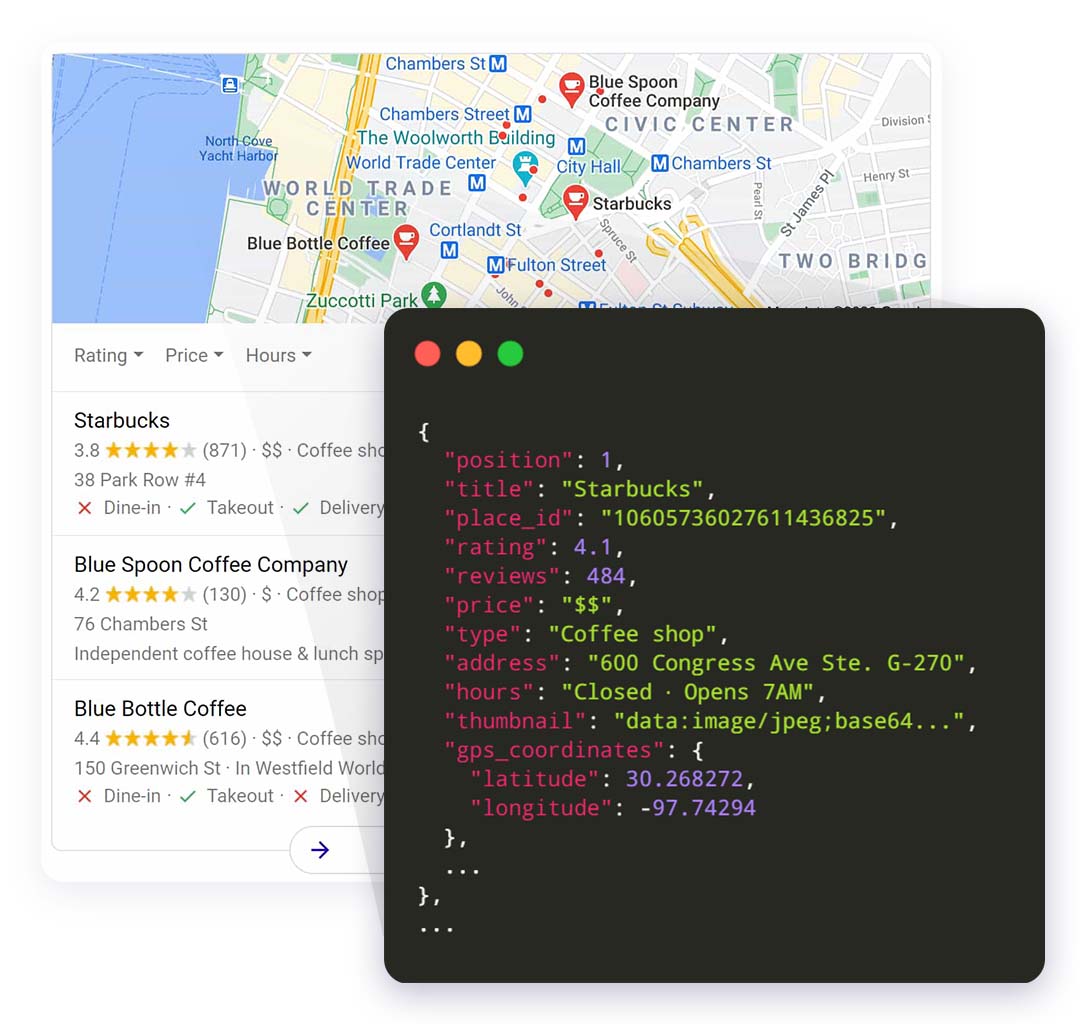 Chambers St M
Blue Spoon
Coffee Company
Chambers Street M
CIVIC CENTER
Division S
The Woolworth Building
North Cove
Yacht Harbor
M
World Trade Center
M
City Hall
M Chambers St
Henry St
WORLD TRADE
CENTER
Pearl St
St James Pl
Starbucks
Spruce St
Cortlandt St
M
Blue Bottle Coffee
M Fulton Street
TWO BRIDG
John
Zuccotti Park
M Fulton St Subway
Rating
Price
Hours
Starbucks
3.8 (871) · $$ · Coffee sho
38 Park Row #4
Dine-in · Takeout · Delivery
Blue Spoon Coffee Company
4.2 (130) · $ · Coffee shop
76 Chambers St
Independent coffee house & lunch sp
Blue Bottle Coffee
4.4 (616) · $$ · Coffee sho
150 Greenwich St · In Westfield World
Dine-in · Takeout · Delivery
{
"position": 1,
"title": "Starbucks",
"place_id": "10605736027611436825",
"rating": 4.1,
"reviews": 484,
"price": "$$",
"type": "Coffee shop",
"address": "600 Congress Ave Ste. G-270",
"hours": "Closed · Opens 7AM",
"thumbnail": "data:image/jpeg;base64...",
"gps_coordinates": {
"latitude": 30.268272,
"longitude": -97.74294
},
...
},
...